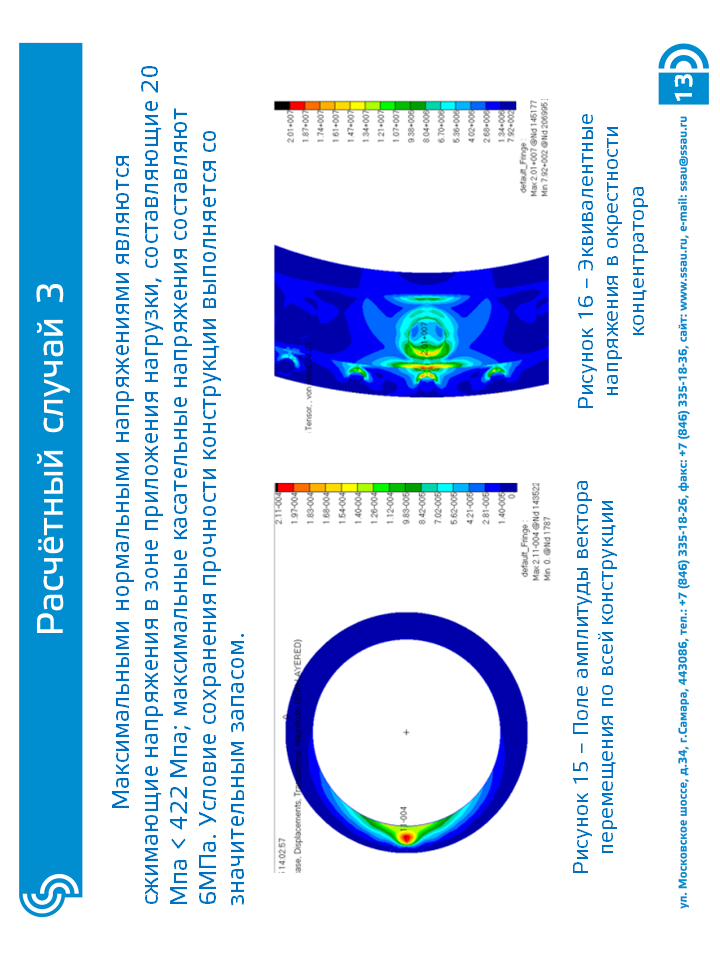 Расчётный случай 3
Максимальными нормальными напряжениями являются
сжимающие напряжения в зоне приложения нагрузки, составляющие 20
Мпа < 422 Мпа; максимальные касательные напряжения составляют
6МПа. Условие сохранения прочности конструкции выполняется со
значительным запасом.
14:02:57
ase, Displacements, Tra
AYERED)
11-004
2.11-004
1.97-004
1.83-004
1.68-004
1.54-004
1.40-004
1.26-004
1.12-004
9.83-005
8.42-005
7.02-005
5.62-005
4.21-005
2.81-005
1.40-005
0
default_Fringe :
Max 2.11-004 @Nd 143522
Min 0. @Nd 1787
Рисунок 15 – Поле амплитуды вектора
перемещения по всей конструкции
Tensor, , von
2.01+007
2.01+007
1.87+007
1.74+007
1.61+007
1.47+007
1.34+007
1.21+007
1.07+007
9.38+006
8.04+006
6.70+006
5.36+006
4.02+006
2.68+006
1.34+006
7.92+002
default_Fringe :
Max 2.01+007 @Nd 145177
Min 7.92+002 @Nd 206995
Рисунок 16 – Эквивалентные
напряжения в окрестности
концентратора
ул. Московское шоссе, д.34, г.Самара, 443086, тел.: +7 (846) 335-18-26, факс: +7 (846) 335-18-36, сайт: www.ssau.ru, e-mail: ssau@ssau.ru
13